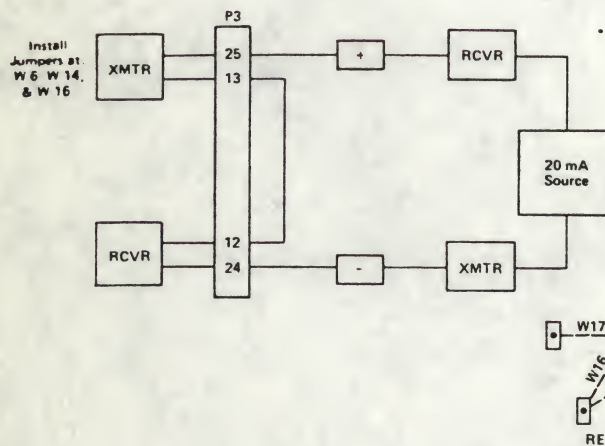 P3
Install
Jumpers at
W 6 W 14,
& W 16
XMTR
25
13
+
RCVR
20 mA
Source
RCVR
12
24
-
XMTR
W17
W16
RE